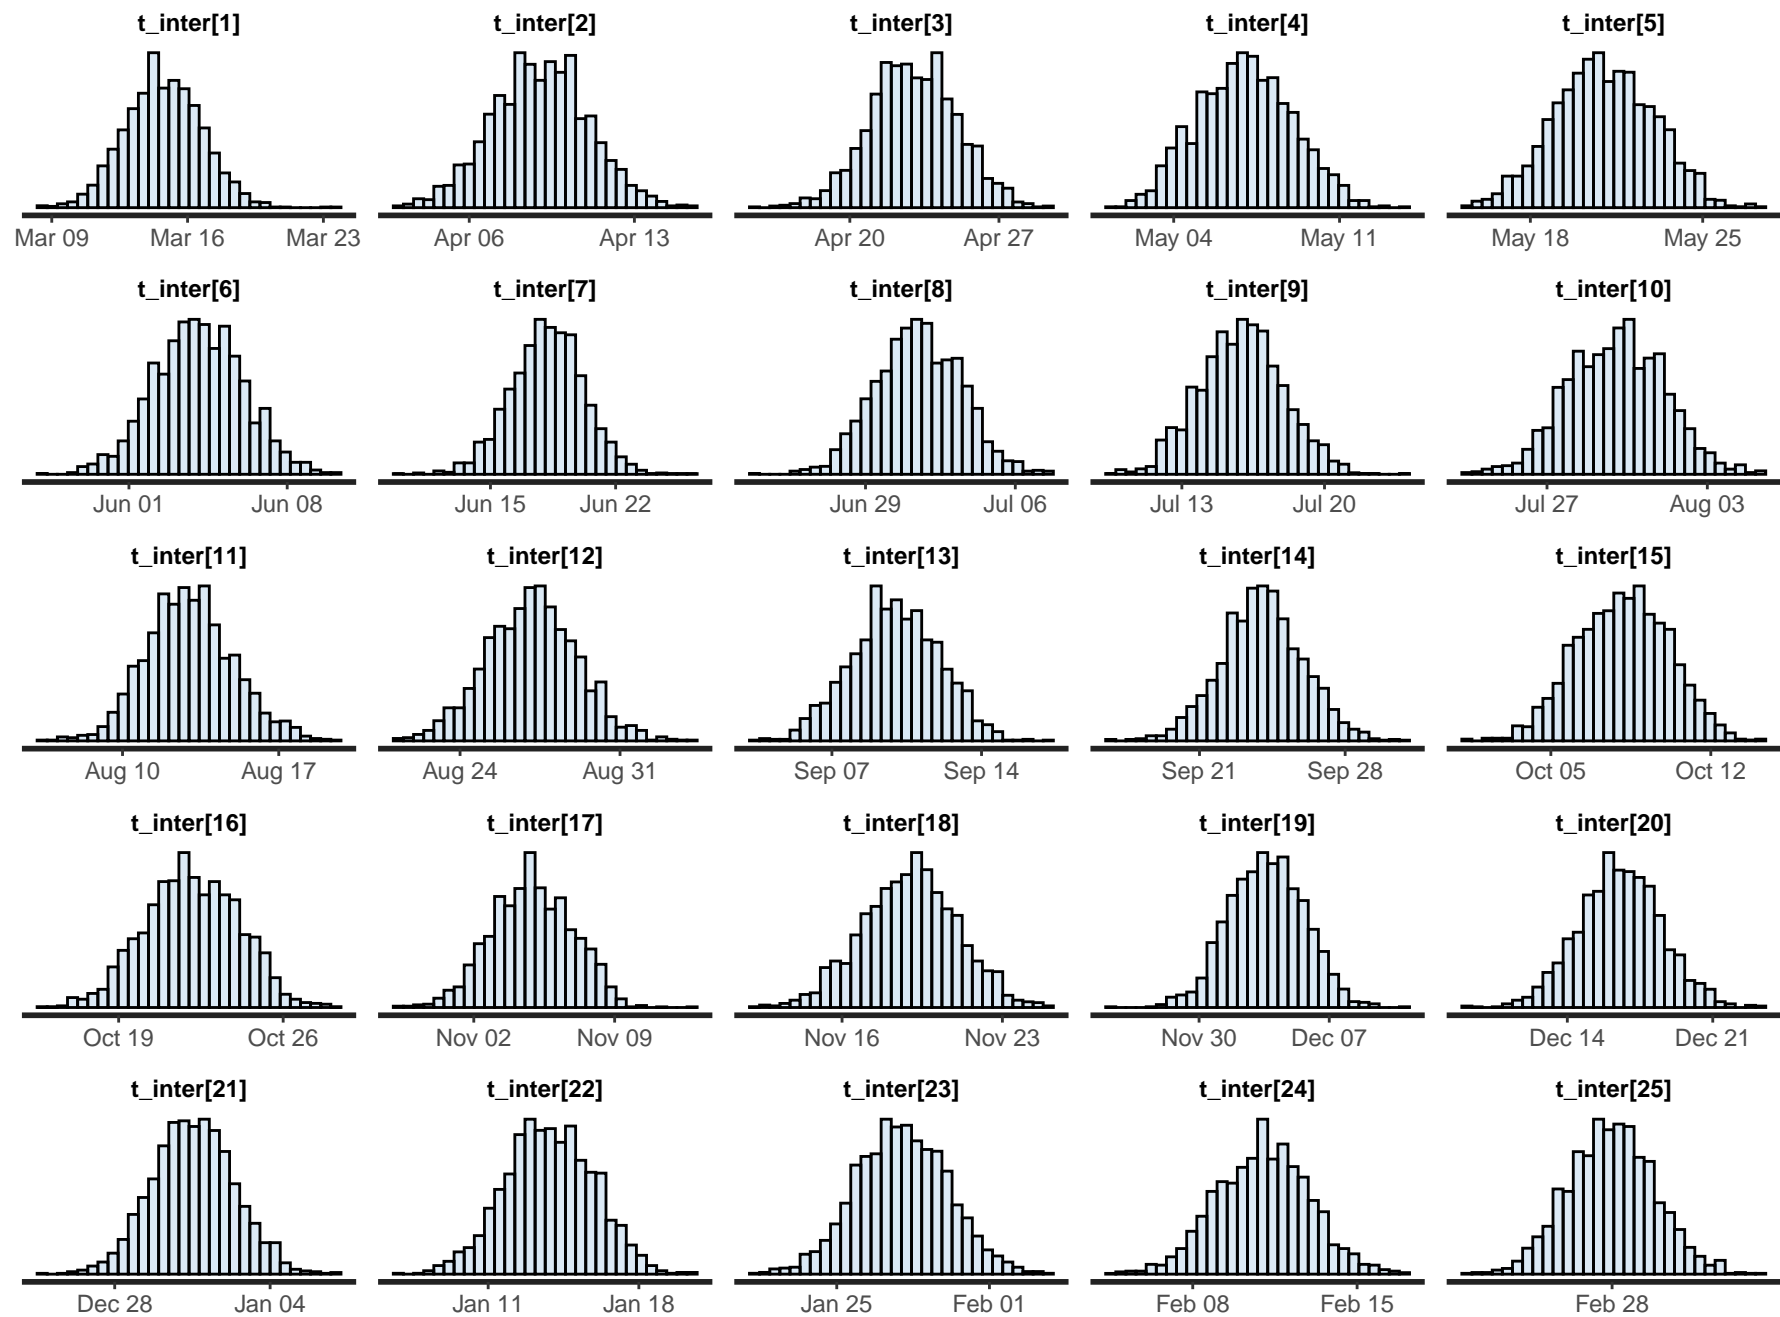 t_inter[1] t_inter[2] t_inter[3] t_inter[4] t_inter[5]
Mar 09 Mar 16 Mar 23 Apr 06 Apr 13 Apr 20 Apr 27 May 04 May 11 May 18 May 25
t_inter[6] t_inter[7] t_inter[8] t_inter[9] t_inter[10]
Jun 01 Jun 08 Jun 15 Jun 22 Jun 29 Jul 06 Jul 13 Jul 20 Jul 27 Aug 03
t_inter[11] t_inter[12] t_inter[13] t_inter[14] t_inter[15]
Aug 10 Aug 17 Aug 24 Aug 31 Sep 07 Sep 14 Sep 21 Sep 28 Oct 05 Oct 12
t_inter[16] t_inter[17] t_inter[18] t_inter[19] t_inter[20]
Oct 19 Oct 26 Nov 02 Nov 09 Nov 16 Nov 23 Nov 30 Dec 07 Dec 14 Dec 21
t_inter[21] t_inter[22] t_inter[23] t_inter[24] t_inter[25]
Dec 28 Jan 04 Jan 11 Jan 18 Jan 25 Feb 01 Feb 08 Feb 15 Feb 28